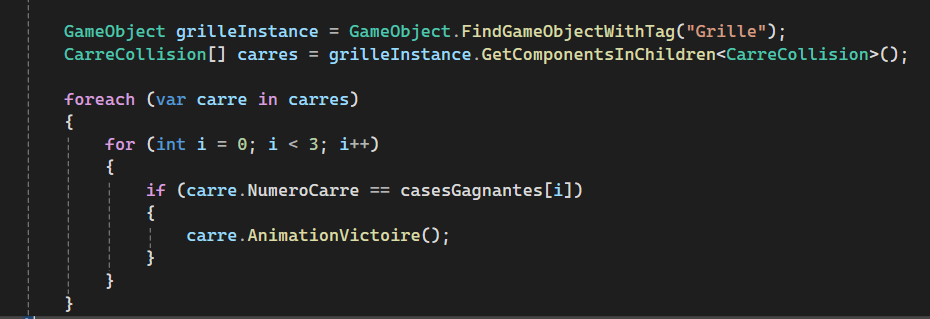 GameObject grilleInstance = GameObject.FindGameObjectWithTag("Grille");
CarreCollision[] carres = grilleInstance.GetComponentsInChildren<CarreCollision>();
foreach (var carre in carres)
{
for (int i = 0; i < 3; i++)
{
if (carre.NumeroCarre == casesGagnantes[i])
{
carre.AnimationVictoire();
}
}
}